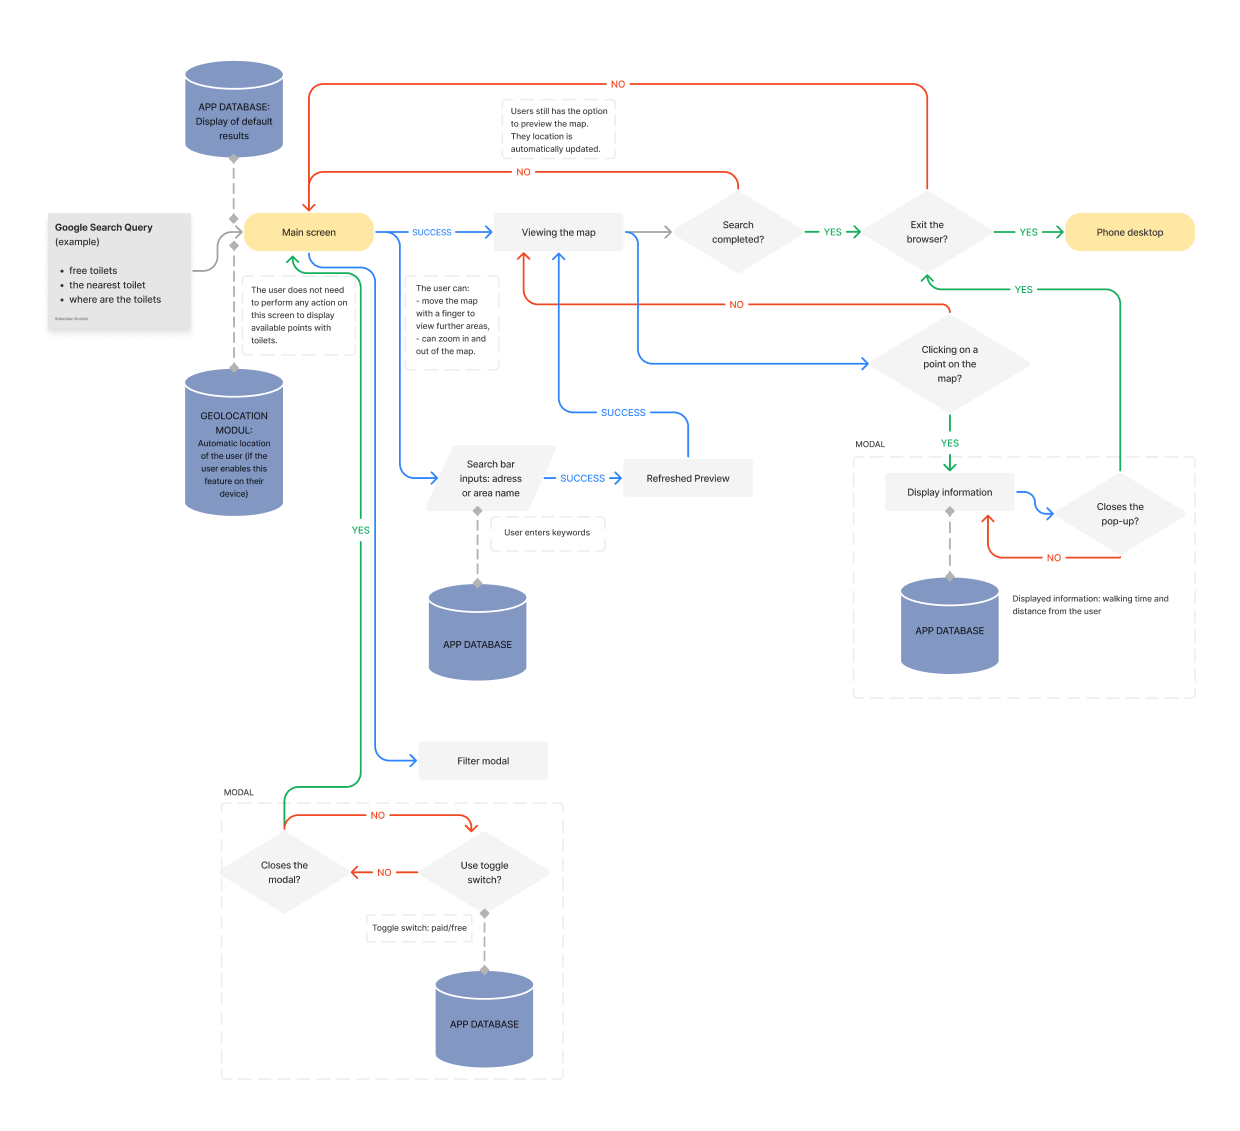 NO
APP DATABASE:
Display of default
results
Users still has the option
to preview the map.
They location is
automatically updated.
NO
Google Search Query
(example)
• free toilets
• the nearest toilet
• where are the toilets
Main screen
SUCCESS
Viewing the map
Search
completed?
YES
Exit the
browser?
YES
Phone desktop
The user does not need
to perform any action on
this screen to display
available points with
toilets.
The user can:
- move the map
with a finger to
view further areas,
- can zoom in and
out of the map.
YES
NO
Clicking on a
point on the
map?
GEOLOCATION
MODUL:
Automatic location
of the user (if the
user enables this
feature on their
device)
SUCCESS
YES
MODAL
Search bar
inputs: adress
or area name
SUCCESS
Refreshed Preview
Display information
Closes the
pop-up?
YES
User enters keywords
NO
Displayed information: walking time and
distance from the user
APP DATABASE
APP DATABASE
Filter modal
MODAL
NO
Closes the
modal?
NO
Use toggle
switch?
Toggle switch: paid/free
APP DATABASE